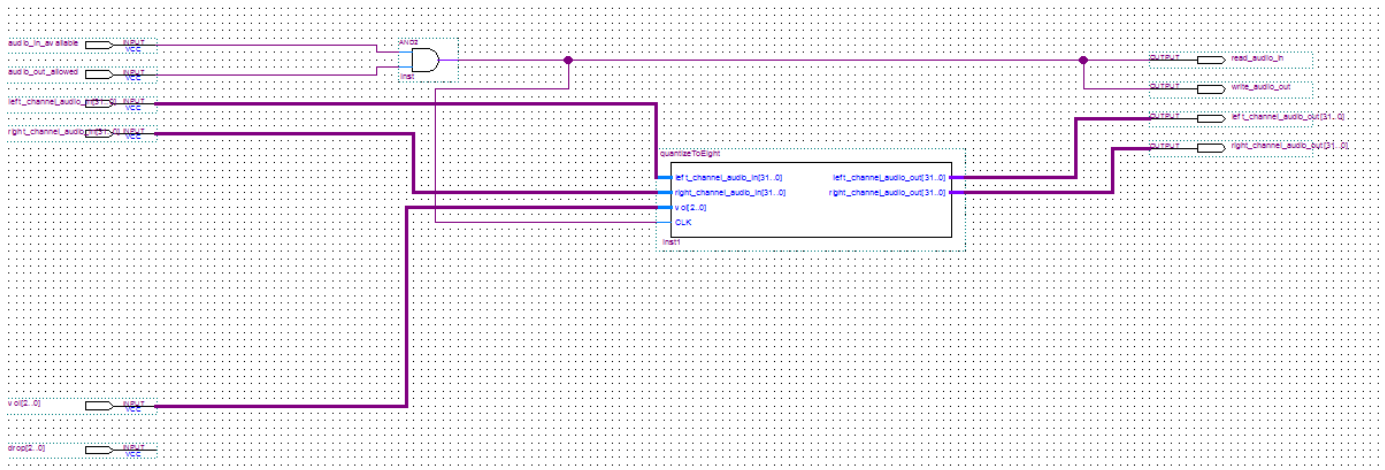 audio_in_available INPUT VCC
AND2
audio_out_allowed INPUT VCC
inst
left_channel_audio_in[31..0] INPUT VCC
right_channel_audio_in[31..0] INPUT VCC
OUTPUT read_audio_in
OUTPUT write_audio_out
OUTPUT left_channel_audio_out[31..0]
OUTPUT right_channel_audio_out[31..0]
quantizeToEight
left_channel_audio_in[31..0] left_channel_audio_out[31..0]
right_channel_audio_in[31..0] right_channel_audio_out[31..0]
vol[2..0]
CLK
inst1
vol[2..0] INPUT VCC
drop[2..0] INPUT VCC